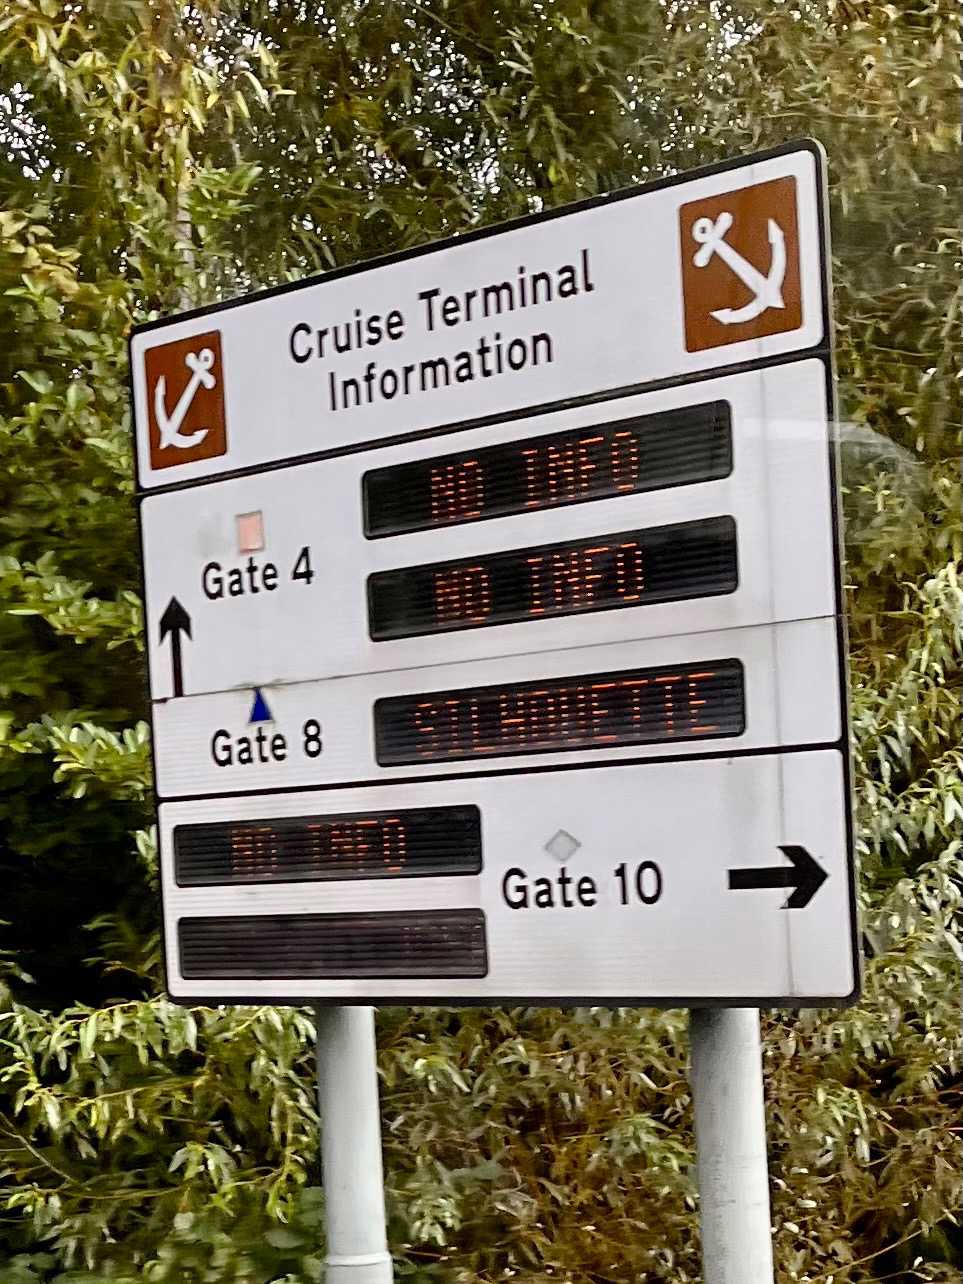 Cruise Terminal
Information
NO INFO
Gate 4
NO INFO
SILHOUETTE
Gate 8
NO INFO
Gate 10